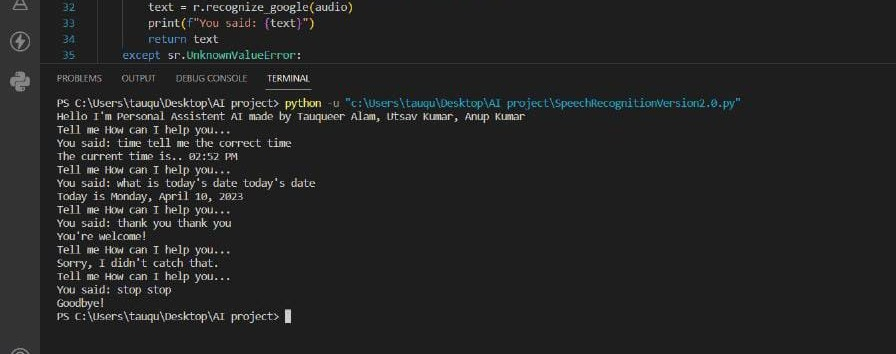 32 text = r.recognize_google(audio)
33 print(f"You said: {text}")
34 return text
35 except sr.UnknownValueError:
PROBLEMS OUTPUT DEBUG CONSOLE TERMINAL
PS C:\Users\tauqu\Desktop\AI project> python -u "c:\Users\tauqu\Desktop\AI project\SpeechRecognitionVersion2.0.py"
Hello I'm Personal Assistent AI made by Tauqueer Alam, Utsav Kumar, Anup Kumar
Tell me How can I help you...
You said: time tell me the correct time
The current time is.. 02:52 PM
Tell me How can I help you...
You said: what is today's date today's date
Today is Monday, April 10, 2023
Tell me How can I help you...
You said: thank you thank you
You're welcome!
Tell me How can I help you...
Sorry, I didn't catch that.
Tell me How can I help you...
You said: stop stop
Goodbye!
PS C:\Users\tauqu\Desktop\AI project>